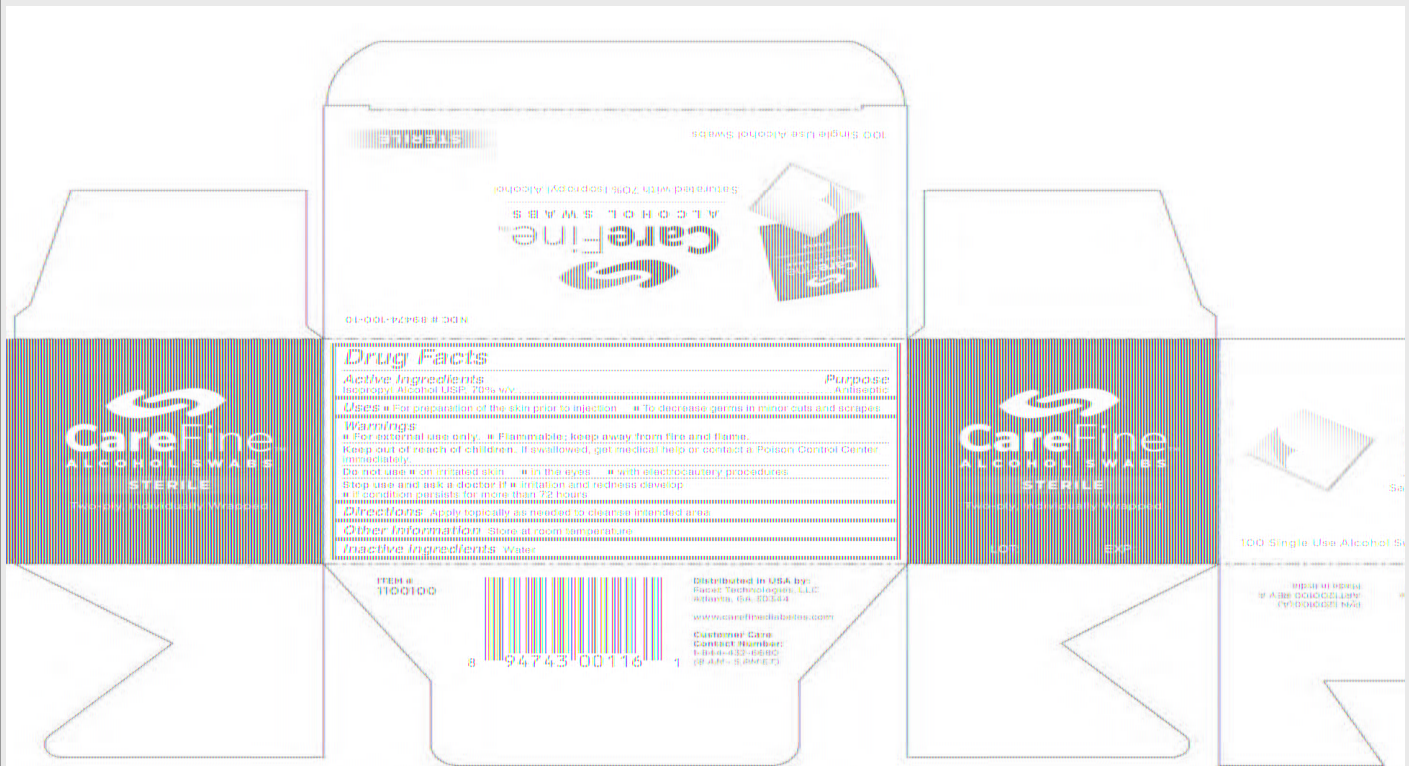 100 Single Use Alcohol Swabs
STERILE
Saturated with 70% Isopropyl Alcohol
ALCOHOL SWABS
CareFine
CareFine
ALCOHOL SWABS
STERILE
Two-ply, Individually Wrapped
Drug Facts
Active Ingredients Purpose
Isopropyl Alcohol USP, 70% v/v Antiseptic
Uses ■ For preparation of the skin prior to injection ■ To decrease germs in minor cuts and scrapes
Warnings
■ For external use only. ■ Flammable; keep away from fire and flame.
Keep out of reach of children. If swallowed, get medical help or contact a Poison Control Center
immediately.
Do not use ■ on irritated skin ■ in the eyes ■ with electrocautery procedures
Stop use and ask a doctor if ■ irritation and redness develop
■ if condition persists for more than 72 hours
Directions Apply topically as needed to cleanse intended area
Other Information Store at room temperature
Inactive Ingredients Water
CareFine
ALCOHOL SWABS
STERILE
Two-ply, Individually Wrapped
LOT: EXP:
Sa
100 Single Use Alcohol S
ITEM #
1100100
8 94743 00116 1
Distributed in USA by:
Facet Technologies, LLC
Atlanta, GA
www.carefinediabetes.com
Customer Care
Contact Number: